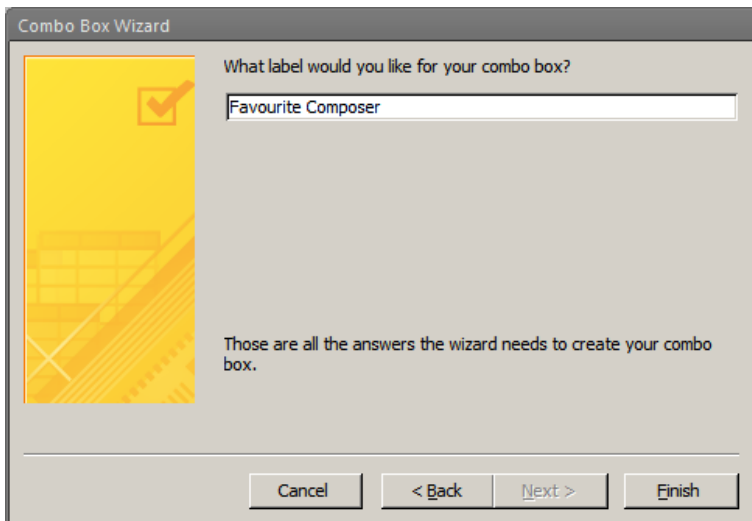 Combo Box Wizard
What label would you like for your combo box?
Favourite Composer
Those are all the answers the wizard needs to create your combo
box.
Cancel
< Back
Next >
Finish